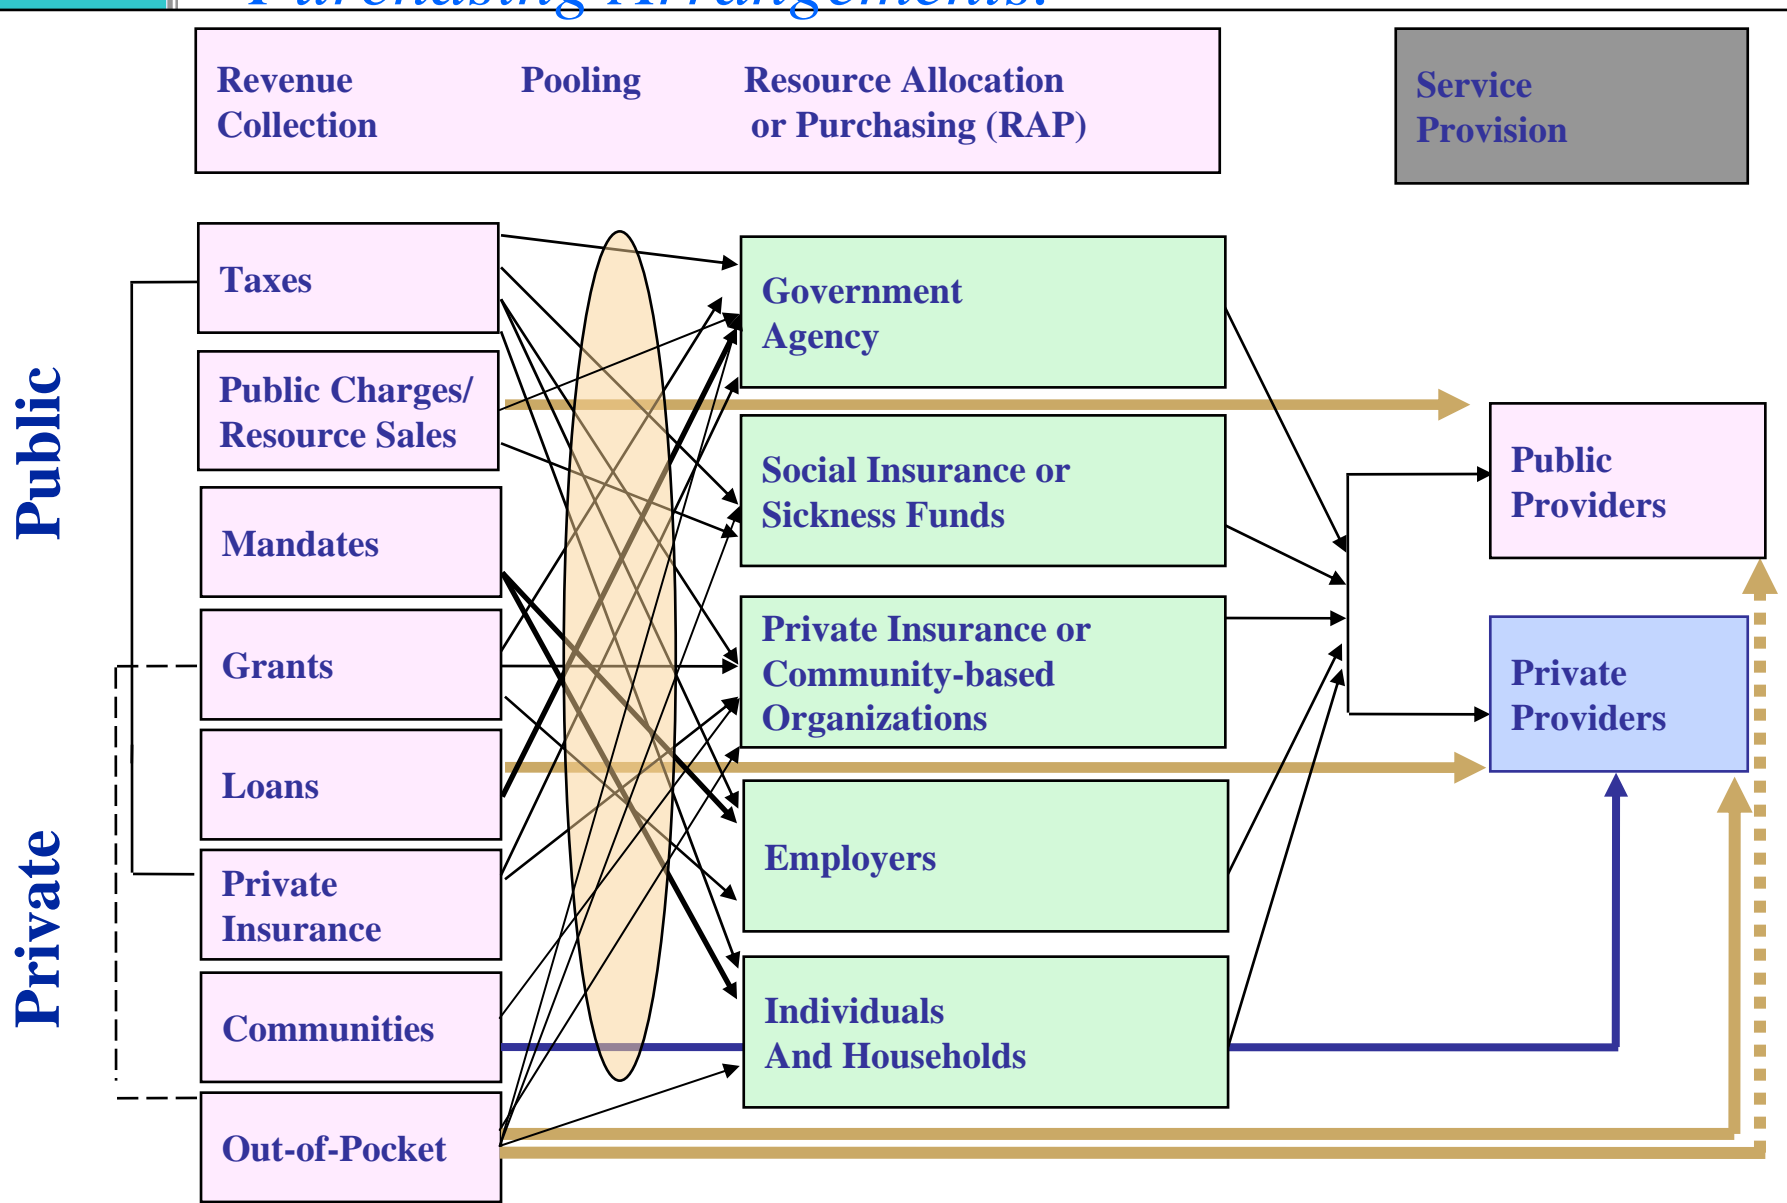 Purchasing Arrangements:
Revenue
Collection
Pooling
Resource Allocation
or Purchasing (RAP)
Service
Provision
Public
Private
Taxes
Public Charges/
Resource Sales
Mandates
Grants
Loans
Private
Insurance
Communities
Out-of-Pocket
Government
Agency
Social Insurance or
Sickness Funds
Private Insurance or
Community-based
Organizations
Employers
Individuals
And Households
Public
Providers
Private
Providers